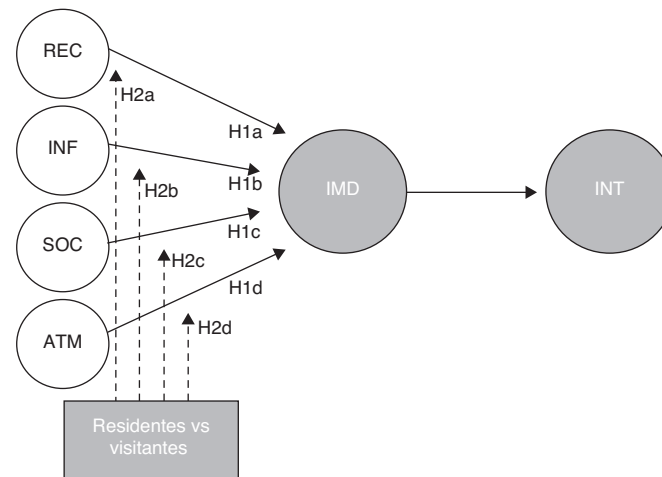 REC
H2a
H1a
INF
H2b
H1b
IMD
INT
SOC
H1c
H2c
H1d
ATM
H2d
Residentes vs
visitantes